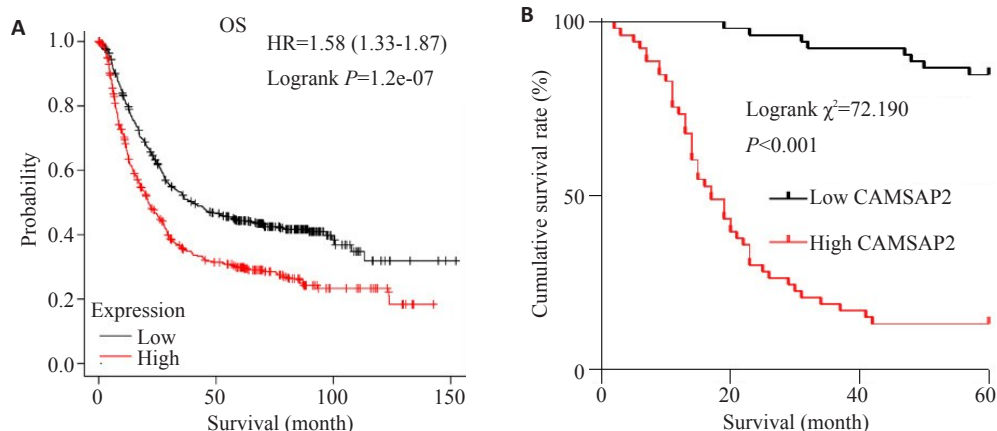 A
OS
HR=1.58 (1.33-1.87)
Logrank P=1.2e-07
Probability
1.0
0.8
0.6
0.4
0.2
0.0
Expression
Low
High
0 50 100 150
Survival (month)
B
Cumulative survival rate (%)
100
50
0
Logrank χ²=72.190
P<0.001
Low CAMSAP2
High CAMSAP2
0 20 40 60
Survival (month)